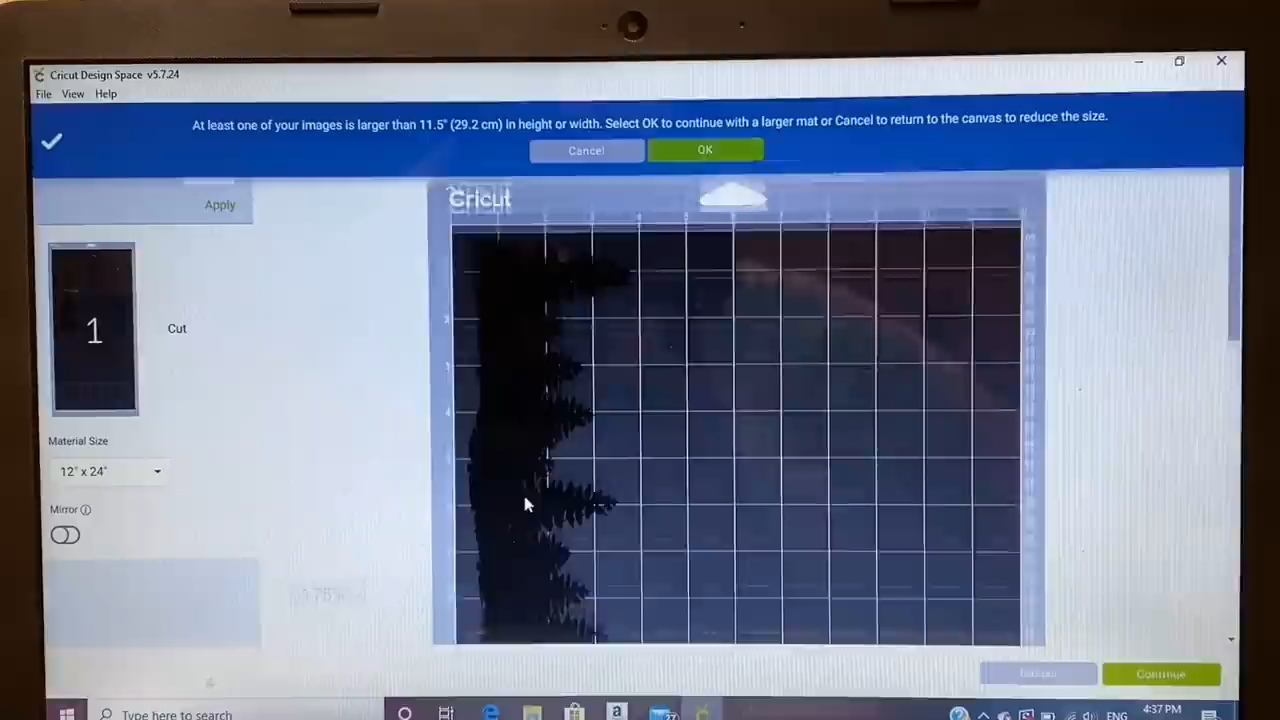 Cricut Design Space v5.7.24
File View Help
At least one of your images is larger than 11.5" (29.2 cm) in height or width. Select OK to continue with a larger mat or Cancel to return to the canvas to reduce the size.
Cancel OK
Apply
Cricut
1
Cut
Material Size
12" x 24"
Mirror
Continue
Type here to search
ENG
4:37 PM